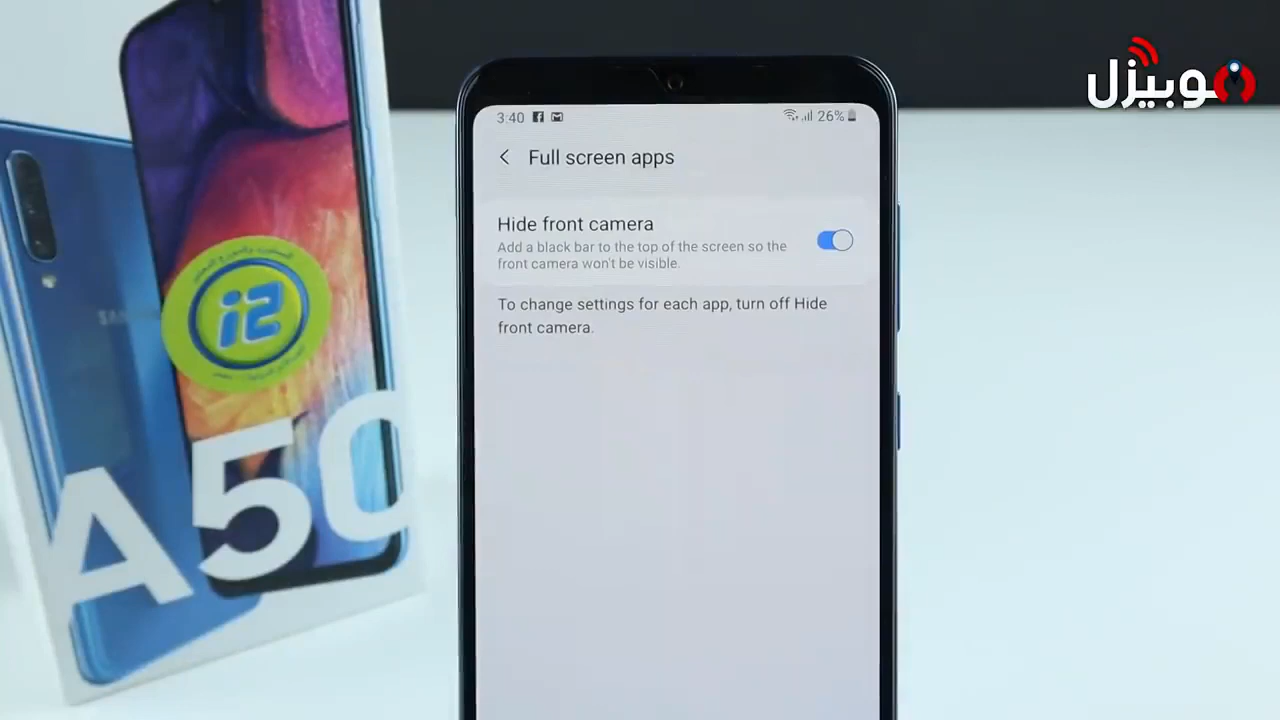 موبيزل
3:40
26%
Full screen apps
Hide front camera
Add a black bar to the top of the screen so the
front camera won't be visible.
To change settings for each app, turn off Hide
front camera.
i2
A50